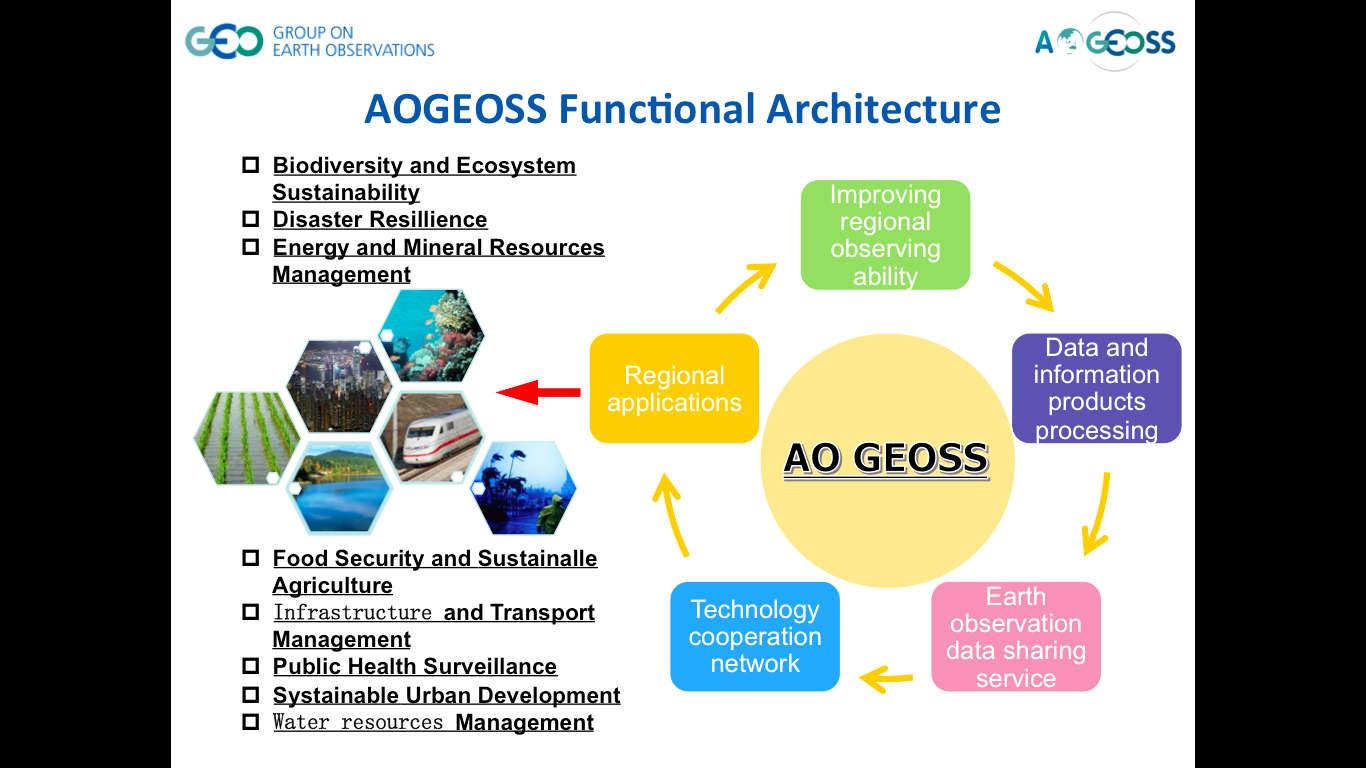 GEO GROUP ON
EARTH OBSERVATIONS
AOGEOSS
AOGEOSS Functional Architecture
Biodiversity and Ecosystem
Sustainability
Disaster Resillience
Energy and Mineral Resources
Management
Food Security and Sustainalle
Agriculture
Infrastructure and Transport
Management
Public Health Surveillance
Systainable Urban Development
Water resources Management
Improving
regional
observing
ability
Data and
information
products
processing
Earth
observation
data sharing
service
Technology
cooperation
network
Regional
applications
AO GEOSS